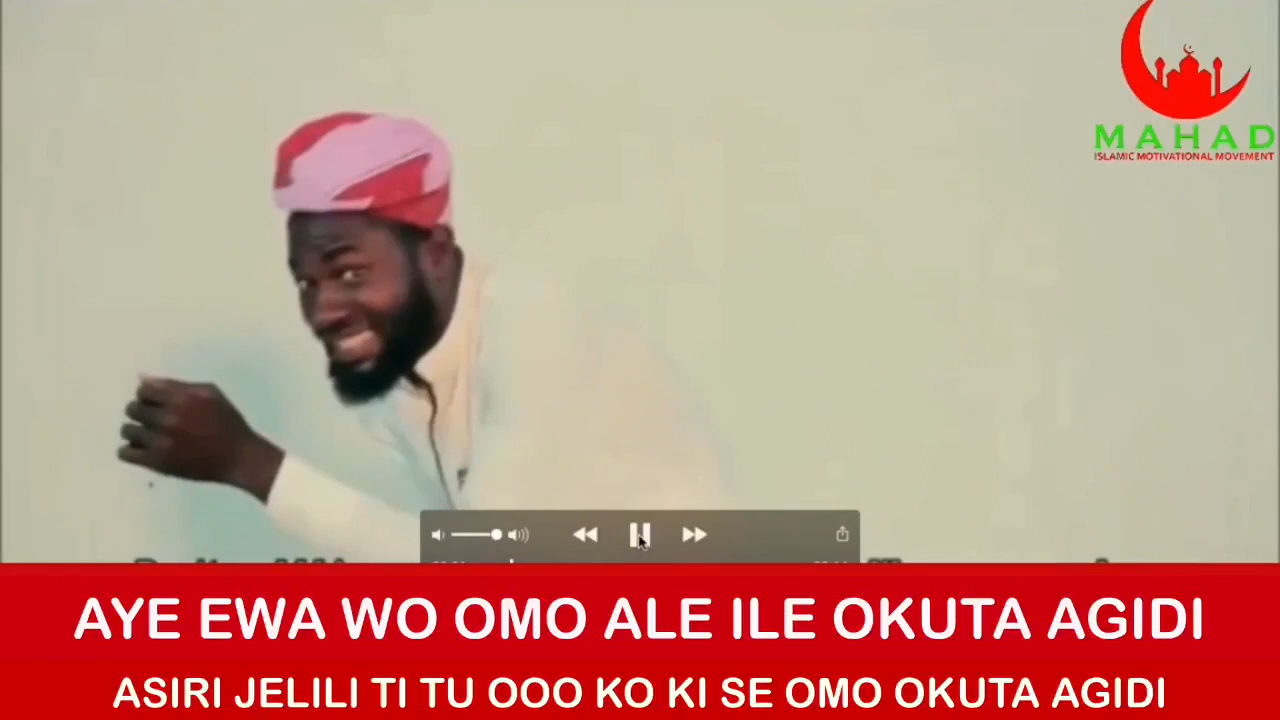 MAHAD
ISLAMIC MOTIVATIONAL MOVEMENT
AYE EWA WO OMO ALE ILE OKUTA AGIDI
ASIRI JELILI TI TU OOO KO KI SE OMO OKUTA AGIDI